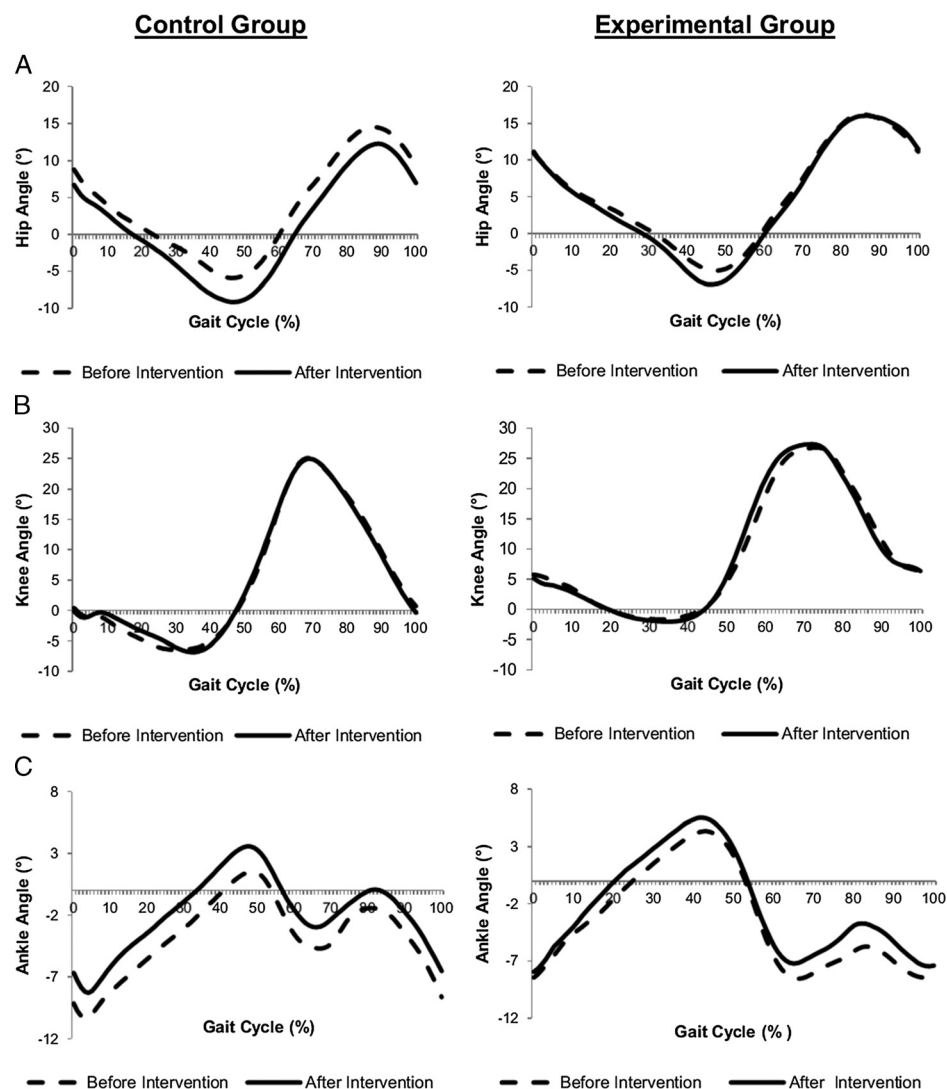 Control Group Experimental Group
A
20
15
10
5
0
-5
-10
Hip Angle (°)
0 10 20 30 40 50 60 70 80 90 100
Gait Cycle (%)
Before Intervention After Intervention
20
15
10
5
0
-5
-10
Hip Angle (°)
0 10 20 30 40 50 60 70 80 90 100
Gait Cycle (%)
Before Intervention After Intervention
B
30
25
20
15
10
5
0
-5
-10
Knee Angle (°)
0 10 20 30 40 50 60 70 80 90 100
Gait Cycle (%)
Before Intervention After Intervention
30
25
20
15
10
5
0
-5
-10
Knee Angle (°)
0 10 20 30 40 50 60 70 80 90 100
Gait Cycle (%)
Before Intervention After Intervention
C
8
3
-2
-7
-12
Ankle Angle (°)
0 10 20 30 40 50 60 70 80 90 100
Gait Cycle (%)
Before Intervention After Intervention
8
3
-2
-7
-12
Ankle Angle (°)
0 10 20 30 40 50 60 70 80 90 100
Gait Cycle (% )
Before Intervention After Intervention